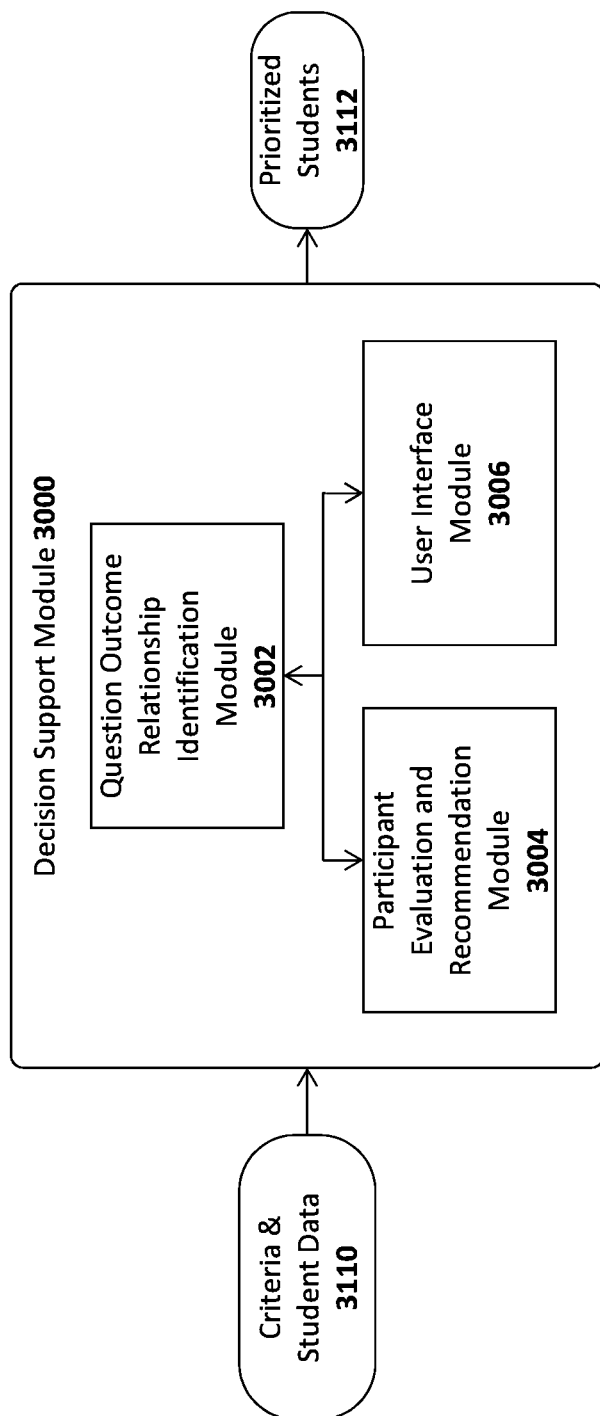 Criteria &
Student Data
3110
Decision Support Module 3000
Question Outcome
Relationship
Identification
Module
3002
Participant
Evaluation and
Recommendation
Module
3004
User Interface
Module
3006
Prioritized
Students
3112